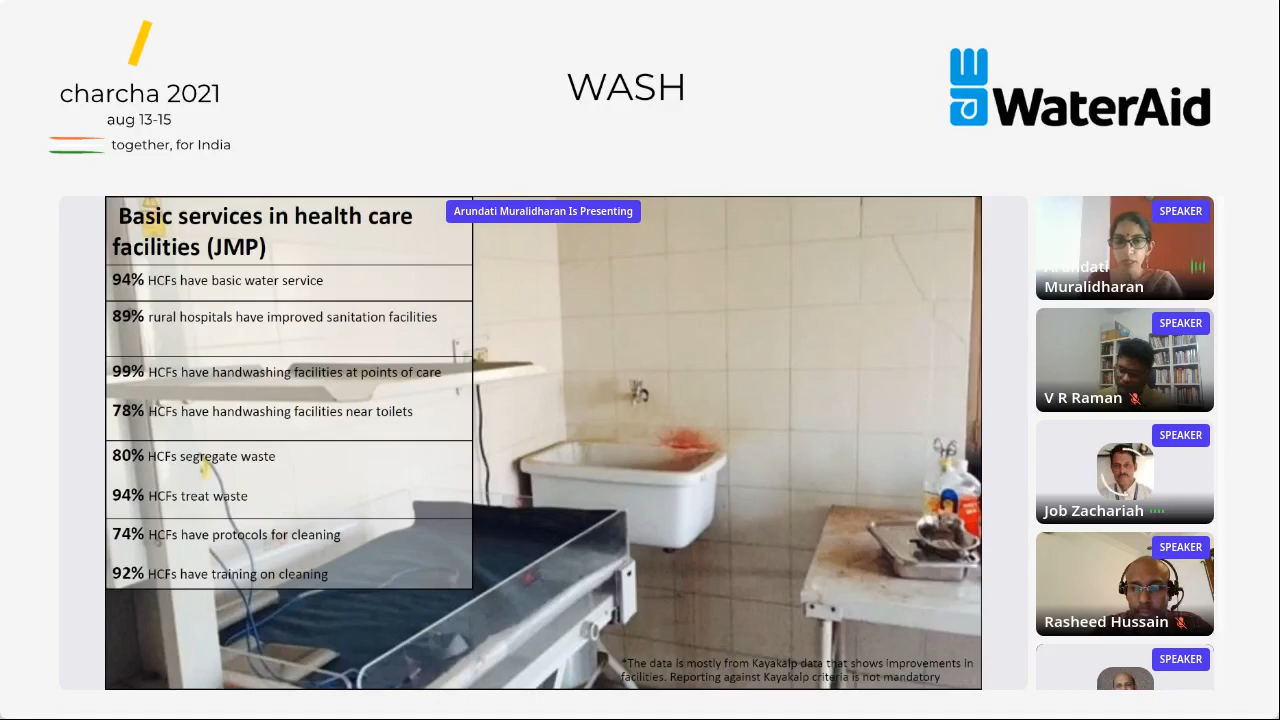 charcha 2021
aug 13-15
together, for India
WASH
WaterAid
Arundati Muralidharan Is Presenting
Basic services in health care
facilities (JMP)
94% HCFs have basic water service
89% rural hospitals have improved sanitation facilities
99% HCFs have handwashing facilities at points of care
78% HCFs have handwashing facilities near toilets
80% HCFs segregate waste
94% HCFs treat waste
74% HCFs have protocols for cleaning
92% HCFs have training on cleaning
*The data is mostly from Kayakalp data that shows improvements in
facilities. Reporting against Kayakalp criteria is not mandatory
SPEAKER
Arundati
Muralidharan
SPEAKER
V R Raman
SPEAKER
Job Zachariah
SPEAKER
Rasheed Hussain
SPEAKER